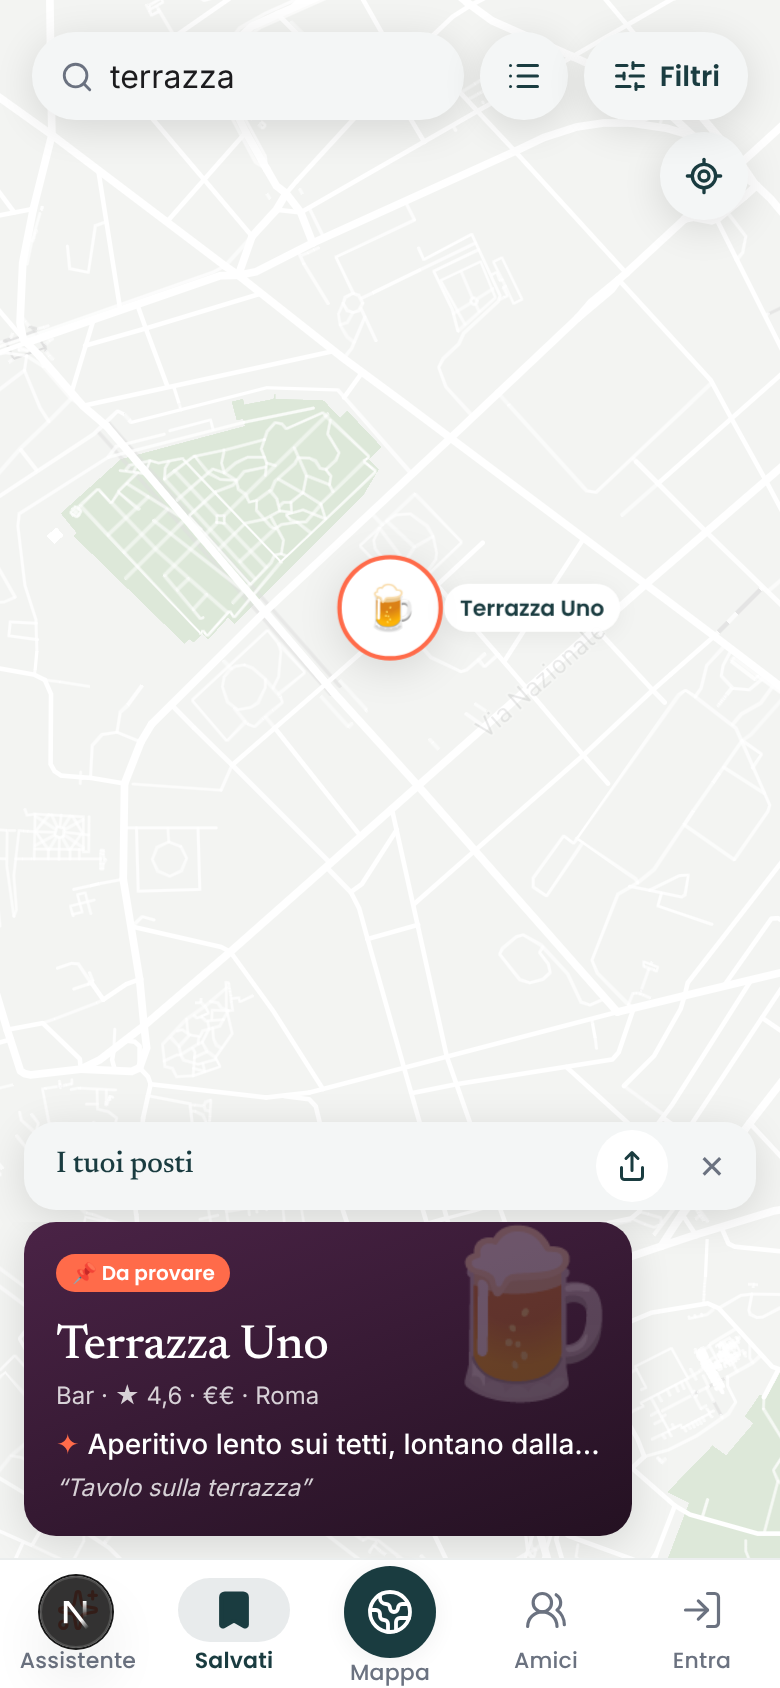 terrazza
Filtri
Terrazza Uno
Via Nazionale
I tuoi posti
Da provare
Terrazza Uno
Bar · ★ 4,6 · €€ · Roma
✦ Aperitivo lento sui tetti, lontano dalla...
“Tavolo sulla terrazza”
N
Assistente
Salvati
Mappa
Amici
Entra